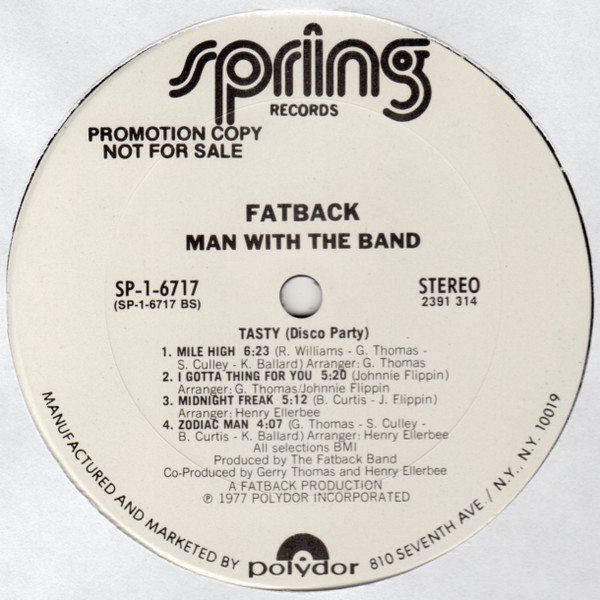 spring
RECORDS
PROMOTION COPY
NOT FOR SALE
FATBACK
MAN WITH THE BAND
SP-1-6717
(SP-1-6717 BS)
STEREO
2391 314
TASTY (Disco Party)
1. MILE HIGH 6:23 (R. Williams - G. Thomas -
S. Culley - K. Ballard) Arranger: G. Thomas
2. I GOTTA THING FOR YOU 5:20 (Johnnie Flippin)
Arranger: G. Thomas/Johnnie Flippin
3. MIDNIGHT FREAK 5:12 (B. Curtis - J. Flippin)
Arranger: Henry Ellerbee
4. ZODIAC MAN 4:07 (G. Thomas - S. Culley -
B. Curtis - K. Ballard) Arranger: Henry Ellerbee
All selections BMI
Produced by The Fatback Band
Co-Produced by Gerry Thomas and Henry Ellerbee
A FATBACK PRODUCTION
℗ 1977 POLYDOR INCORPORATED
MANUFACTURED AND MARKETED BY polydor 810 SEVENTH AVE. / N.Y., N.Y. 10019